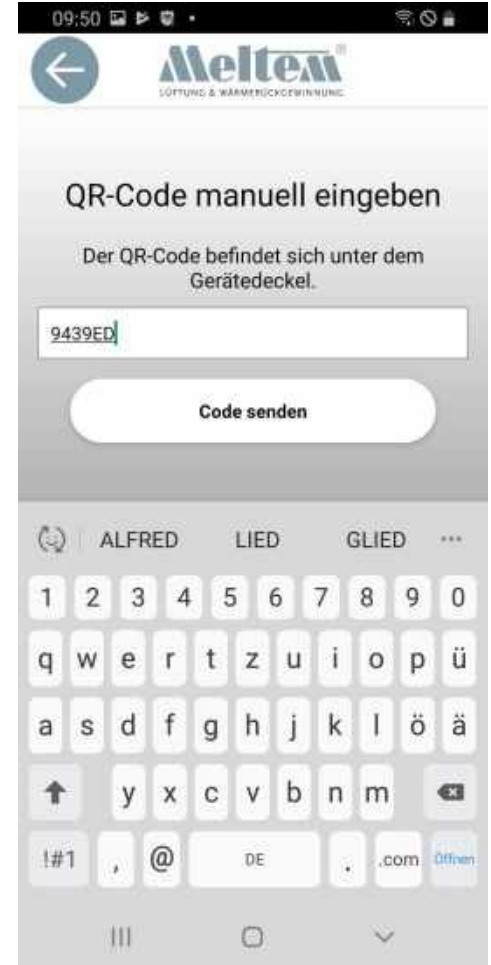 09:50
Meltem®
LÜFTUNG & WÄRMERÜCKGEWINNUNG
QR-Code manuell eingeben
Der QR-Code befindet sich unter dem
Gerätedeckel.
9439ED
Code senden
ALFRED LIED GLIED
1 2 3 4 5 6 7 8 9 0
q w e r t z u i o p ü
a s d f g h j k l ö ä
y x c v b n m
!#1 , @ DE . .com Öffnen